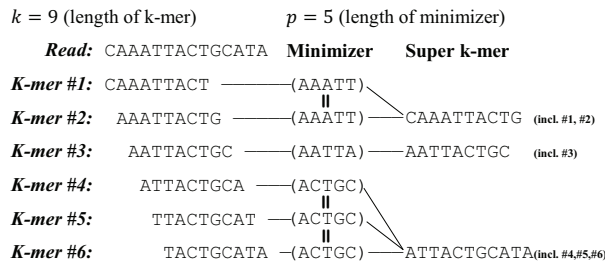 k = 9 (length of k-mer) p = 5 (length of minimizer)
Read: CAAATTACTGCATA Minimizer Super k-mer
K-mer #1: CAAATTACT (AAATT)
K-mer #2: AAATTACTG (AAATT) CAAATTACTG (incl. #1, #2)
K-mer #3: AATTACTGC (AATTA) AATTACTGC (incl. #3)
K-mer #4: ATTACTGCA (ACTGC)
K-mer #5: TTACTGCAT (ACTGC)
K-mer #6: TACTGCATA (ACTGC) ATTACTGCATA (incl. #4,#5,#6)